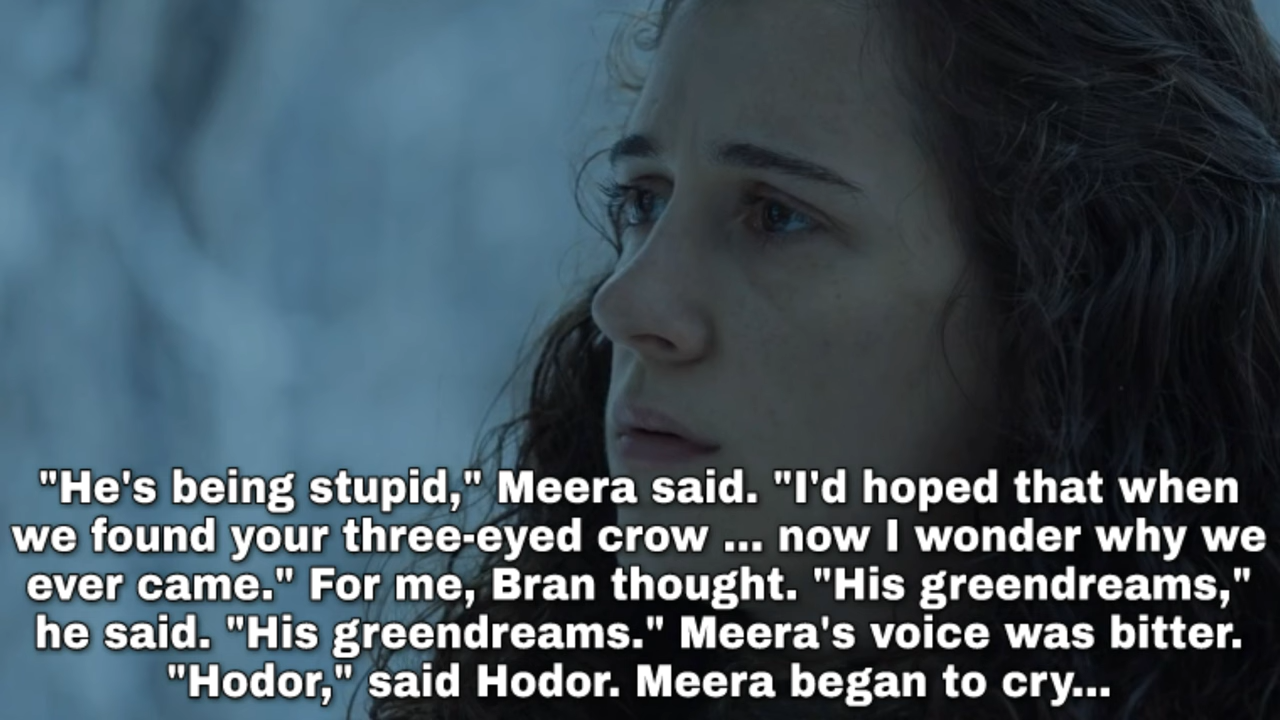 "He's being stupid," Meera said. "I'd hoped that when
we found your three-eyed crow ... now I wonder why we
ever came." For me, Bran thought. "His greendreams,"
he said. "His greendreams." Meera's voice was bitter.
"Hodor," said Hodor. Meera began to cry...